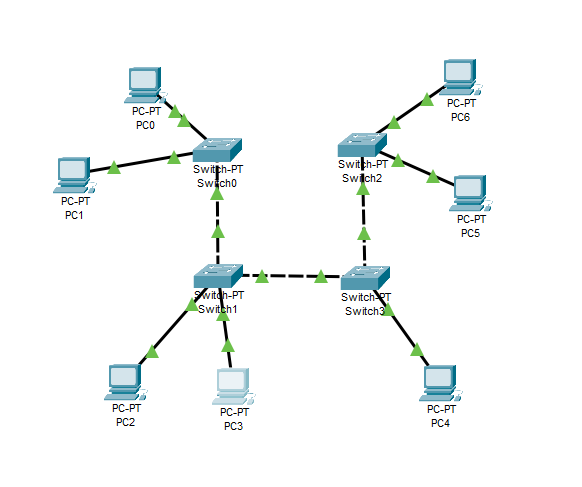 PC-PT
PC0
PC-PT
PC6
Switch-PT
Switch0
Switch-PT
Switch2
PC-PT
PC1
PC-PT
PC5
Switch-PT
Switch1
Switch-PT
Switch3
PC-PT
PC2
PC-PT
PC3
PC-PT
PC4